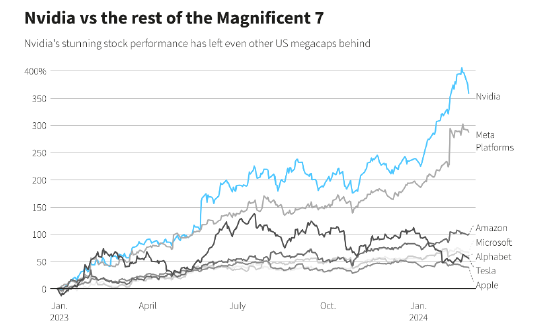 Nvidia vs the rest of the Magnificent 7
Nvidia's stunning stock performance has left even other US megacaps behind
400%
350
300
250
200
150
100
50
0
Nvidia
Meta
Platforms
Amazon
Microsoft
Alphabet
Tesla
Apple
Jan.
2023
April
July
Oct.
Jan.
2024